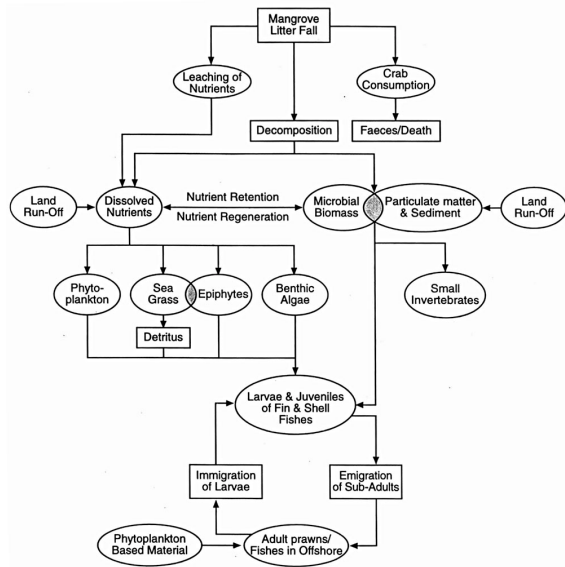 Mangrove
Litter Fall
Leaching of
Nutrients
Crab
Consumption
Decomposition
Faeces/Death
Land
Run-Off
Dissolved
Nutrients
Nutrient Retention
Nutrient Regeneration
Microbial
Biomass
Particulate matter
& Sediment
Land
Run-Off
Phyto-
plankton
Sea
Grass
Epiphytes
Benthic
Algae
Small
Invertebrates
Detritus
Larvae & Juveniles
of Fin & Shell
Fishes
Immigration
of Larvae
Emigration
of Sub-Adults
Phytoplankton
Based Material
Adult prawns/
Fishes in Offshore